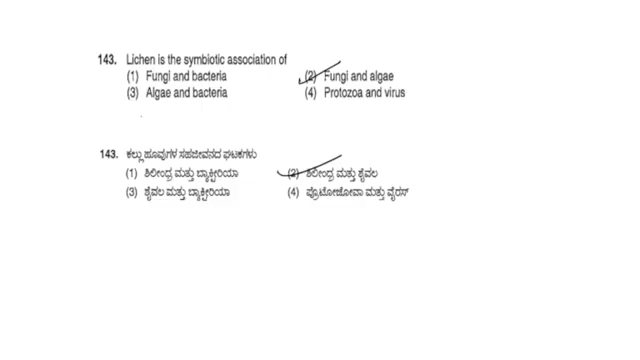 143. Lichen is the symbiotic association of
(1) Fungi and bacteria (2) Fungi and algae
(3) Algae and bacteria (4) Protozoa and virus
143. ಕಲ್ಲು ಹೂವುಗಳ ಸಹಜೀವನದ ಘಟಕಗಳು
(1) ಶಿಲೀಂದ್ರ ಮತ್ತು ಬ್ಯಾಕ್ಟೀರಿಯಾ (2) ಶಿಲೀಂದ್ರ ಮತ್ತು ಶೈವಲ
(3) ಶೈವಲ ಮತ್ತು ಬ್ಯಾಕ್ಟೀರಿಯಾ (4) ಪ್ರೊಟೋಜೋವಾ ಮತ್ತು ವೈರಸ್